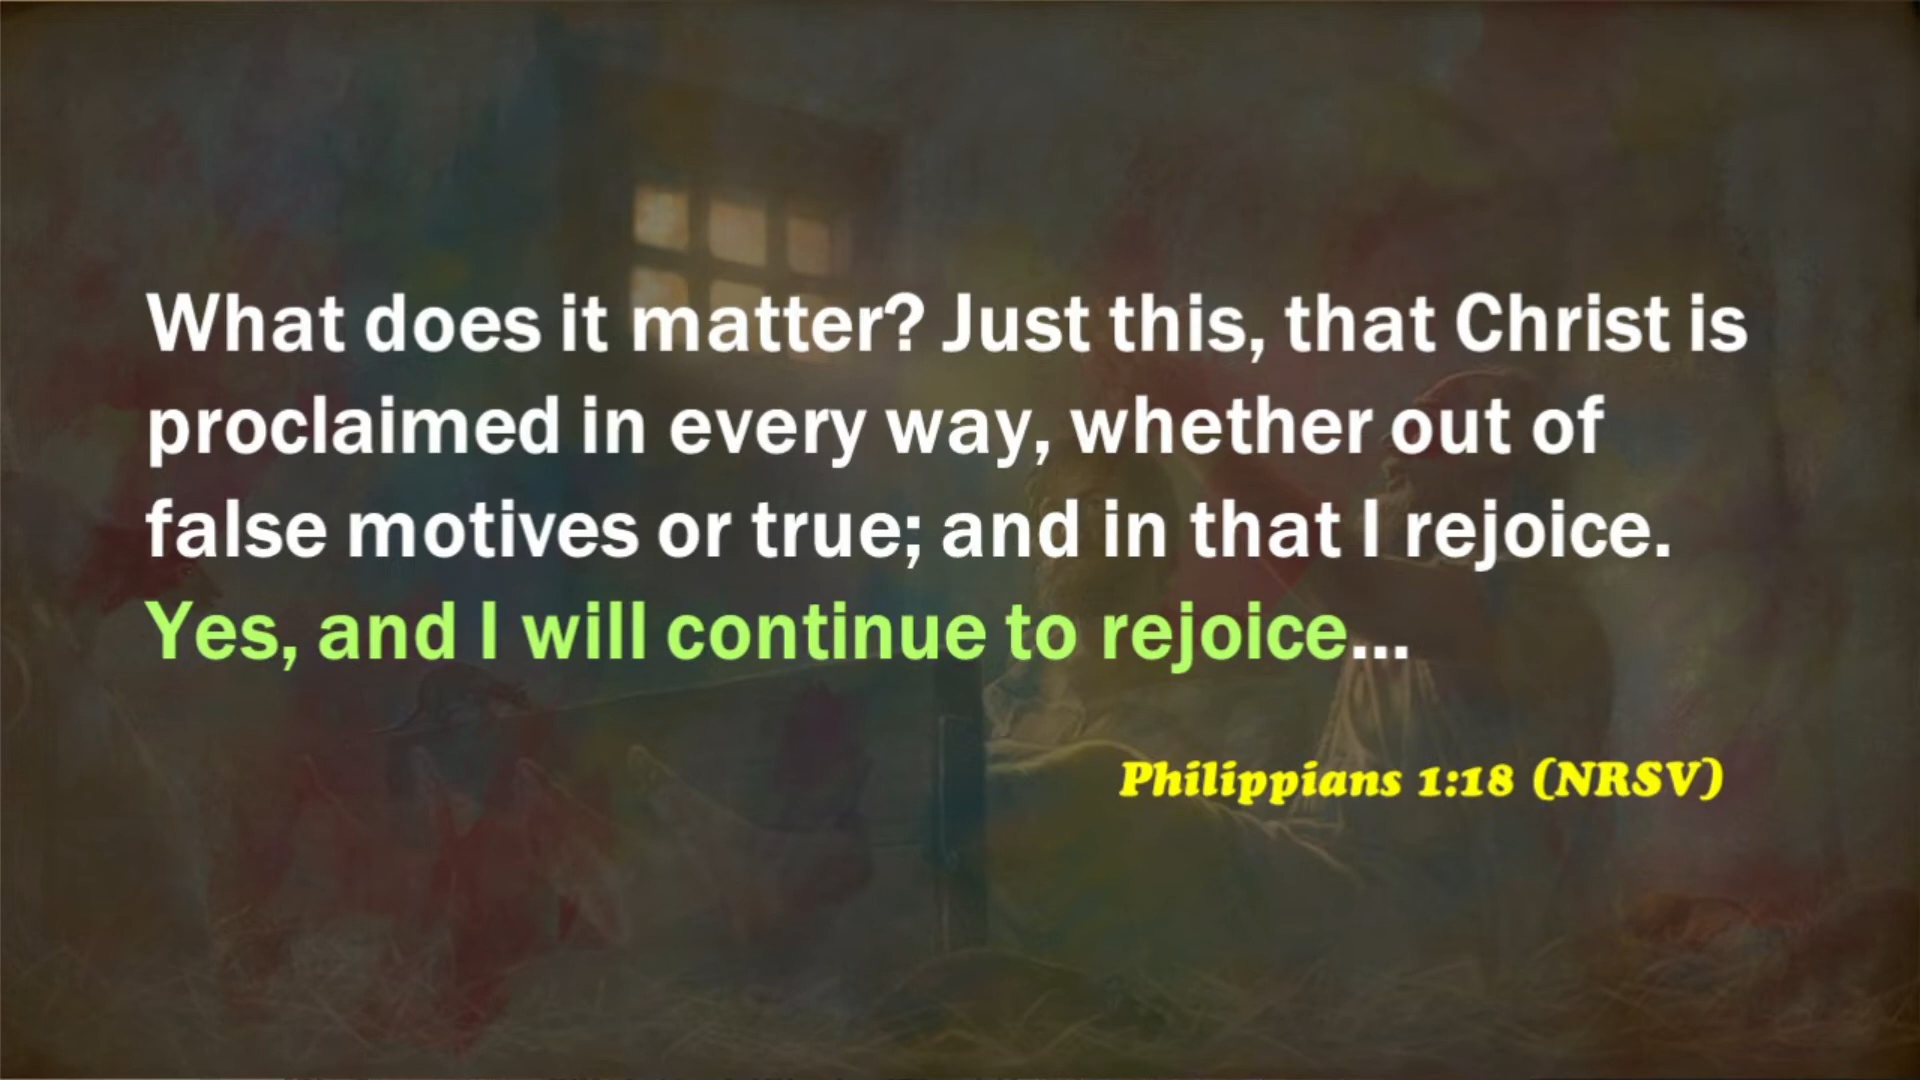 What does it matter? Just this, that Christ is
proclaimed in every way, whether out of
false motives or true; and in that I rejoice.
Yes, and I will continue to rejoice...
Philippians 1:18 (NRSV)